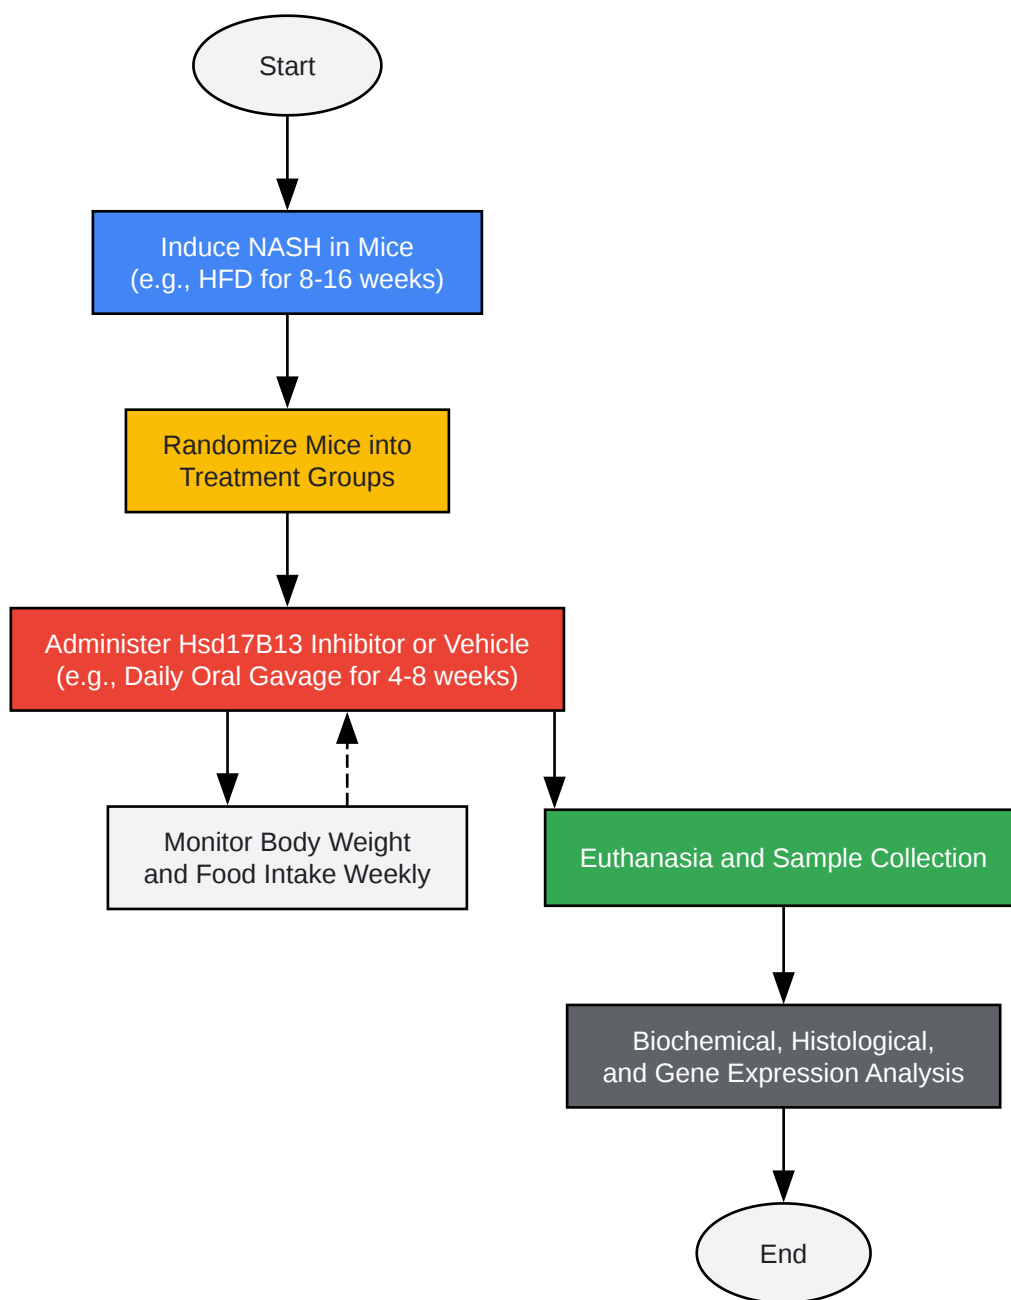 Start
Induce NASH in Mice
(e.g., HFD for 8-16 weeks)
Randomize Mice into
Treatment Groups
Administer Hsd17B13 Inhibitor or Vehicle
(e.g., Daily Oral Gavage for 4-8 weeks)
Monitor Body Weight
and Food Intake Weekly
Euthanasia and Sample Collection
Biochemical, Histological,
and Gene Expression Analysis
End